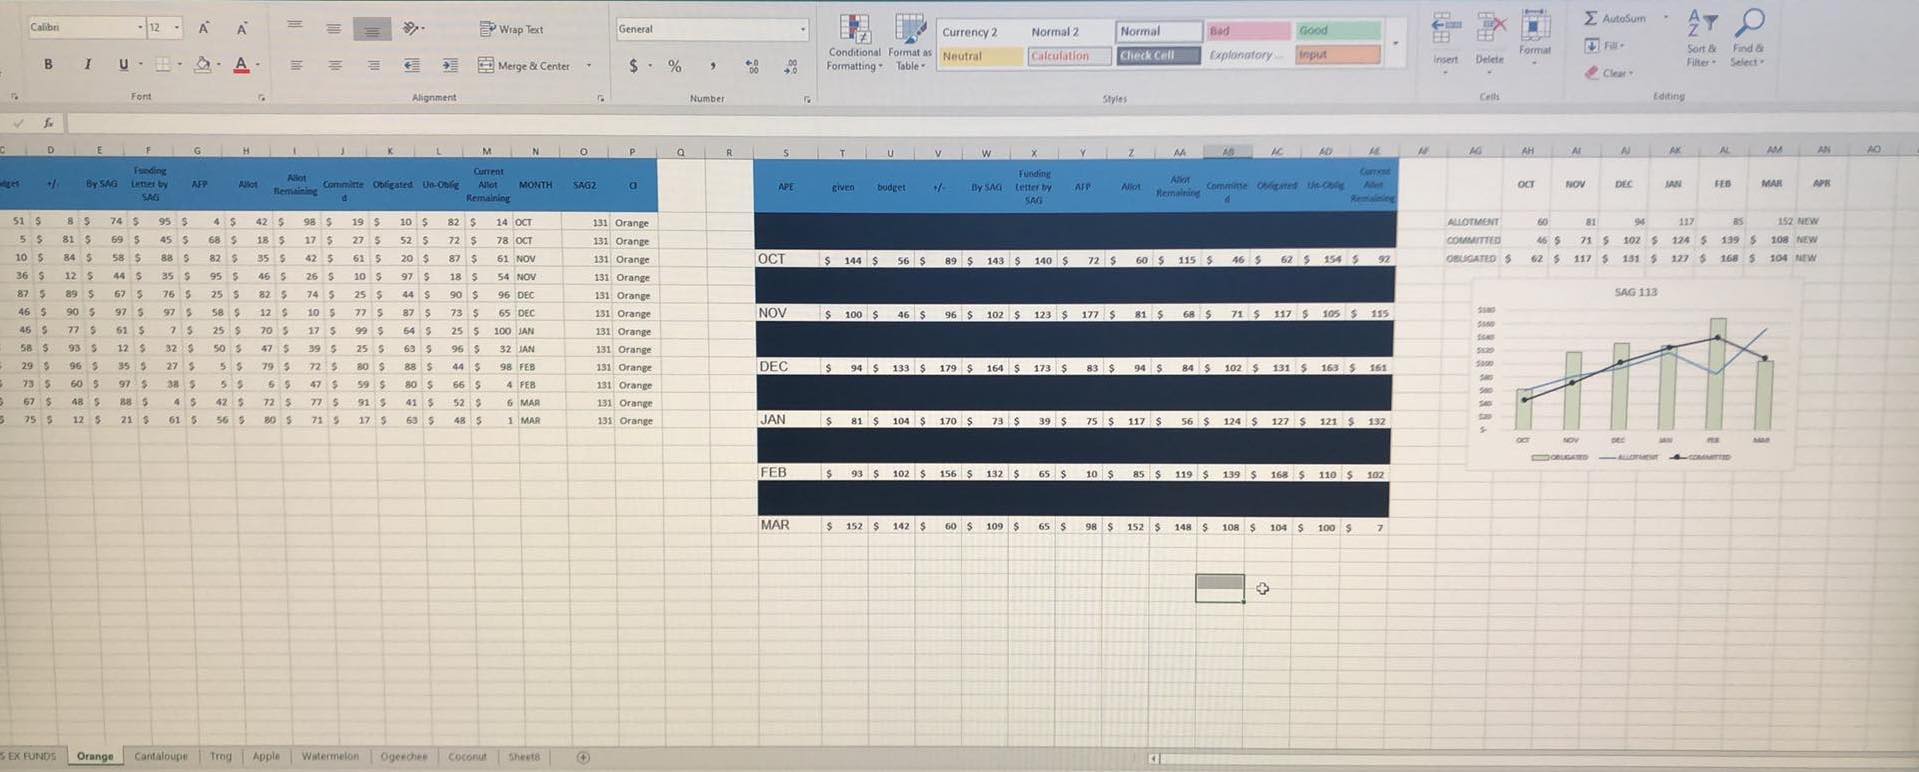 Calibri 12 A A Wrap Text General Currency 2 Normal 2 Normal Bad Good AutoSum
Conditional Formatting Format as Table Neutral Calculation Check Cell Explanatory ... Input Insert Delete Format Fill Sort & Filter Find & Select
B I U A Merge & Center $ % , Clear
Font Alignment Number Styles Cells Editing
fx
D E F G H I J K L M N O P Q R S T U V W X Y Z AA AB AC AD AE AF AG AH AI AJ AK AL AM AN AO
+/- By SAG Funding Letter by SAG AFP Allot Allot Remaining Committed Obligated Un-Oblig Current Allot Remaining MONTH SAG2 CI
51 $ 8 $ 74 $ 95 $ 4 $ 42 $ 98 $ 19 $ 10 $ 82 $ 14 OCT 131 Orange
5 $ 81 $ 69 $ 45 $ 68 $ 18 $ 17 $ 27 $ 52 $ 72 $ 78 OCT 131 Orange
10 $ 84 $ 58 $ 88 $ 82 $ 35 $ 42 $ 61 $ 20 $ 87 $ 61 NOV 131 Orange
36 $ 12 $ 44 $ 35 $ 95 $ 46 $ 26 $ 10 $ 97 $ 18 $ 54 NOV 131 Orange
87 $ 89 $ 67 $ 76 $ 25 $ 82 $ 74 $ 25 $ 44 $ 90 $ 96 DEC 131 Orange
46 $ 90 $ 97 $ 97 $ 58 $ 12 $ 10 $ 77 $ 87 $ 73 $ 65 DEC 131 Orange
46 $ 77 $ 61 $ 7 $ 25 $ 70 $ 17 $ 99 $ 64 $ 25 $ 100 JAN 131 Orange
58 $ 93 $ 12 $ 32 $ 50 $ 47 $ 39 $ 25 $ 63 $ 96 $ 32 JAN 131 Orange
29 $ 96 $ 35 $ 27 $ 5 $ 79 $ 72 $ 80 $ 88 $ 44 $ 98 FEB 131 Orange
73 $ 60 $ 97 $ 38 $ 5 $ 6 $ 47 $ 59 $ 80 $ 66 $ 4 FEB 131 Orange
67 $ 48 $ 88 $ 4 $ 42 $ 72 $ 77 $ 91 $ 41 $ 52 $ 6 MAR 131 Orange
75 $ 12 $ 21 $ 61 $ 56 $ 80 $ 71 $ 17 $ 63 $ 48 $ 1 MAR 131 Orange
APE given budget +/- By SAG Funding Letter by SAG AFP Allot Allot Remaining Committed Obligated Un-Oblig Current Allot Remaining
OCT $ 144 $ 56 $ 89 $ 143 $ 140 $ 72 $ 60 $ 115 $ 46 $ 62 $ 154 $ 92
NOV $ 100 $ 46 $ 96 $ 102 $ 123 $ 177 $ 81 $ 68 $ 71 $ 117 $ 105 $ 115
DEC $ 94 $ 133 $ 179 $ 164 $ 173 $ 83 $ 94 $ 84 $ 102 $ 131 $ 163 $ 161
JAN $ 81 $ 104 $ 170 $ 73 $ 39 $ 75 $ 117 $ 56 $ 124 $ 127 $ 121 $ 132
FEB $ 93 $ 102 $ 156 $ 132 $ 65 $ 10 $ 85 $ 119 $ 139 $ 168 $ 110 $ 102
MAR $ 152 $ 142 $ 60 $ 109 $ 65 $ 98 $ 152 $ 148 $ 108 $ 104 $ 100 $ 7
OCT NOV DEC JAN FEB MAR APR
ALLOTMENT 60 81 94 117 85 152 NEW
COMMITTED 46 $ 71 $ 102 $ 124 $ 139 $ 108 NEW
OBLIGATED $ 62 $ 117 $ 131 $ 127 $ 168 $ 104 NEW
SAG 113
$180
$160
$140
$120
$100
$80
$60
$40
$20
$-
OCT NOV DEC JAN FEB MAR
OBLIGATED ALLOTMENT COMMITTED
EX FUNDS Orange Cantaloupe Trng Apple Watermelon Ogeechee Coconut Sheet8